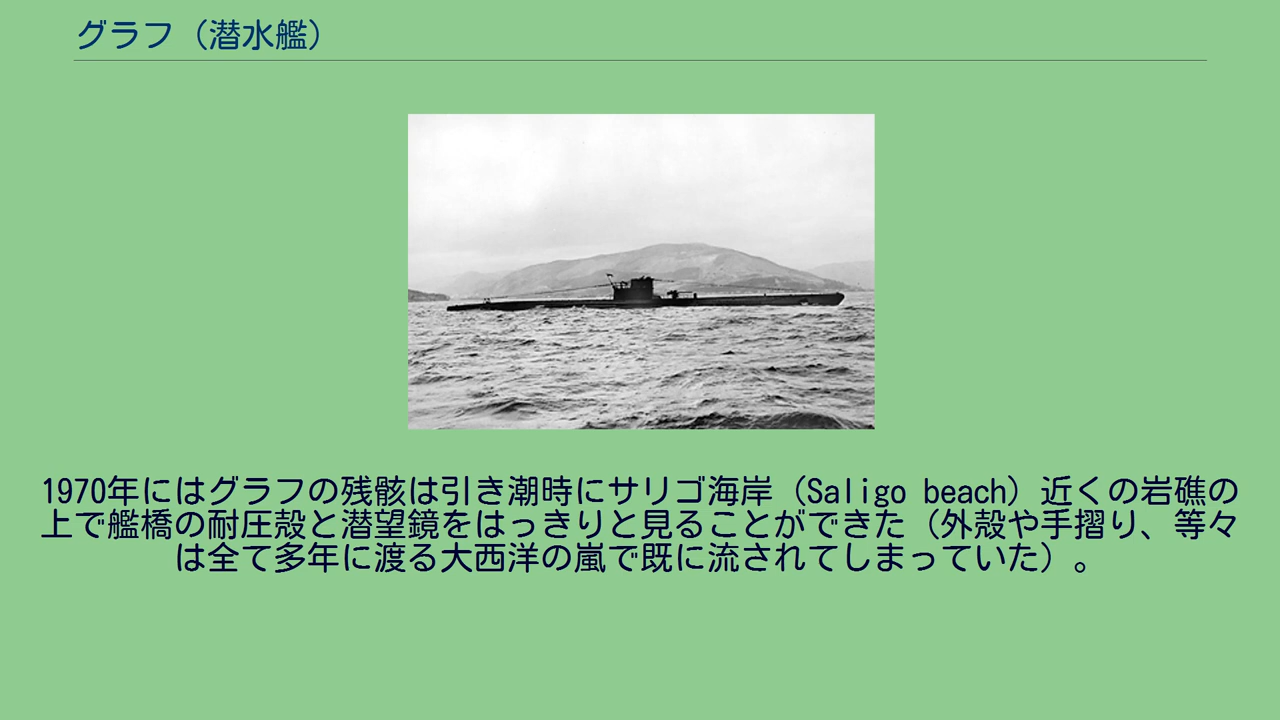 グラフ（潜水艦）
1970年にはグラフの残骸は引き潮時にサリゴ海岸（Saligo beach）近くの岩礁の
上で艦橋の耐圧殻と潜望鏡をはっきりと見ることができた（外殻や手摺り、等々
は全て多年に渡る大西洋の嵐で既に流されてしまっていた）。